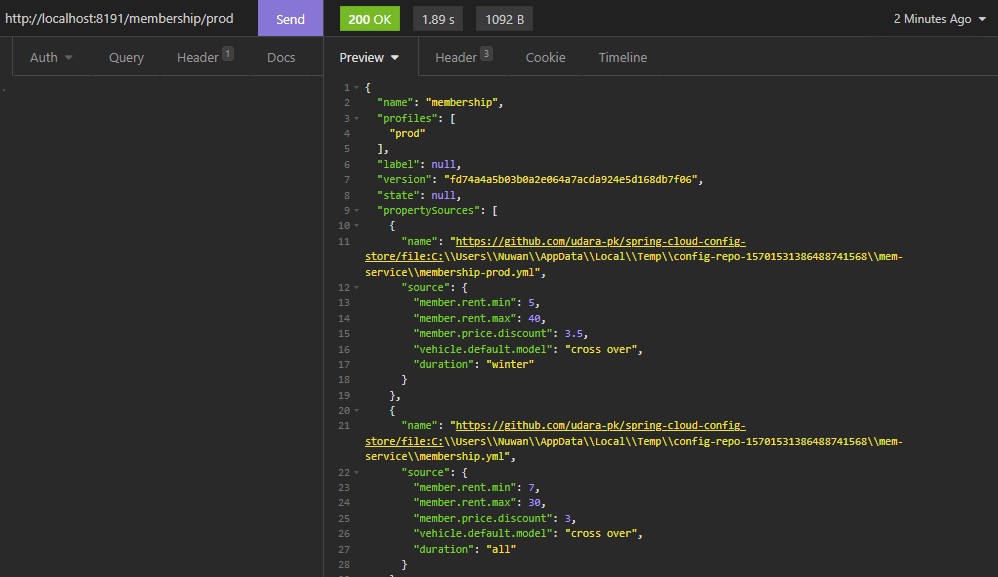 http://localhost:8191/membership/prod Send 200 OK 1.89 s 1092 B 2 Minutes Ago
Auth Query Header 1 Docs Preview Header 3 Cookie Timeline
1 {
2 "name": "membership",
3 "profiles": [
4 "prod"
5 ],
6 "label": null,
7 "version": "fd74a4a5b03b0a2e064a7acda924e5d168db7f06",
8 "state": null,
9 "propertySources": [
10 {
11 "name": "https://github.com/udara-pk/spring-cloud-config-
store/file:C:\\Users\\Nuwan\\AppData\\Local\\Temp\\config-repo-15701531386488741568\\mem-
service\\membership-prod.yml",
12 "source": {
13 "member.rent.min": 5,
14 "member.rent.max": 40,
15 "member.price.discount": 3.5,
16 "vehicle.default.model": "cross over",
17 "duration": "winter"
18 }
19 },
20 {
21 "name": "https://github.com/udara-pk/spring-cloud-config-
store/file:C:\\Users\\Nuwan\\AppData\\Local\\Temp\\config-repo-15701531386488741568\\mem-
service\\membership.yml",
22 "source": {
23 "member.rent.min": 7,
24 "member.rent.max": 30,
25 "member.price.discount": 3,
26 "vehicle.default.model": "cross over",
27 "duration": "all"
28 }